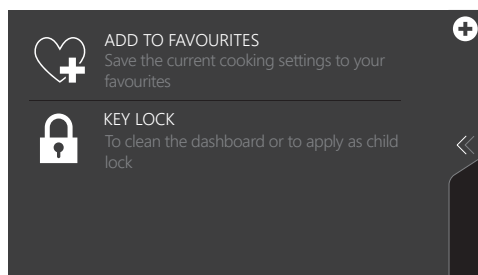 ADD TO FAVOURITES
Save the current cooking settings to your
favourites
KEY LOCK
To clean the dashboard or to apply as child
lock